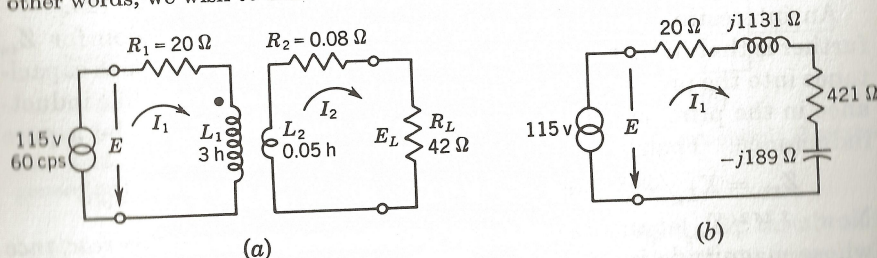 other words, we wish to
R₁ = 20 Ω
R₂ = 0.08 Ω
I₁
I₂
115 v
60 cps
E
L₁
3 h
L₂
0.05 h
E_L
R_L
42 Ω
(a)
20 Ω
j1131 Ω
I₁
421 Ω
115 v
E
-j189 Ω
(b)